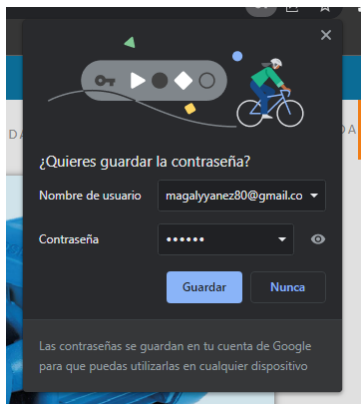 ¿Quieres guardar la contraseña?
Nombre de usuario magalyyanez80@gmail.co
Contraseña ••••••
Guardar Nunca
Las contraseñas se guardan en tu cuenta de Google
para que puedas utilizarlas en cualquier dispositivo